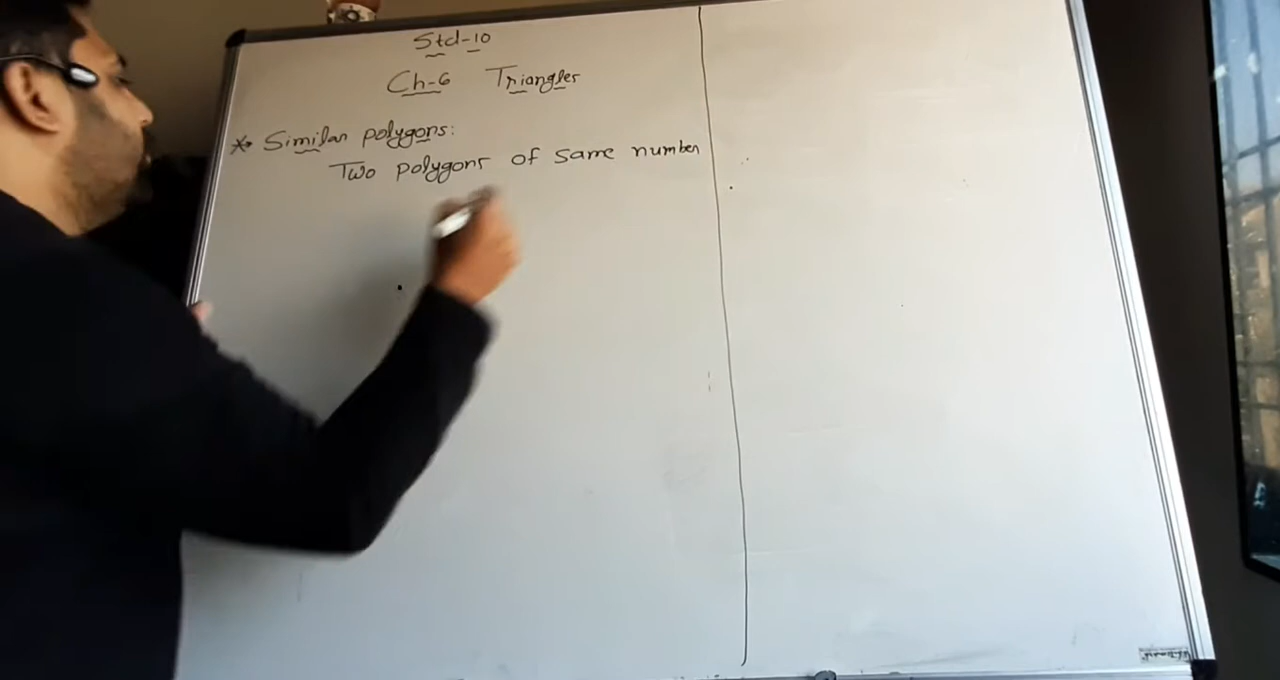 Std-10
Ch-6 Triangles
* Similar polygons:
Two polygons of same number